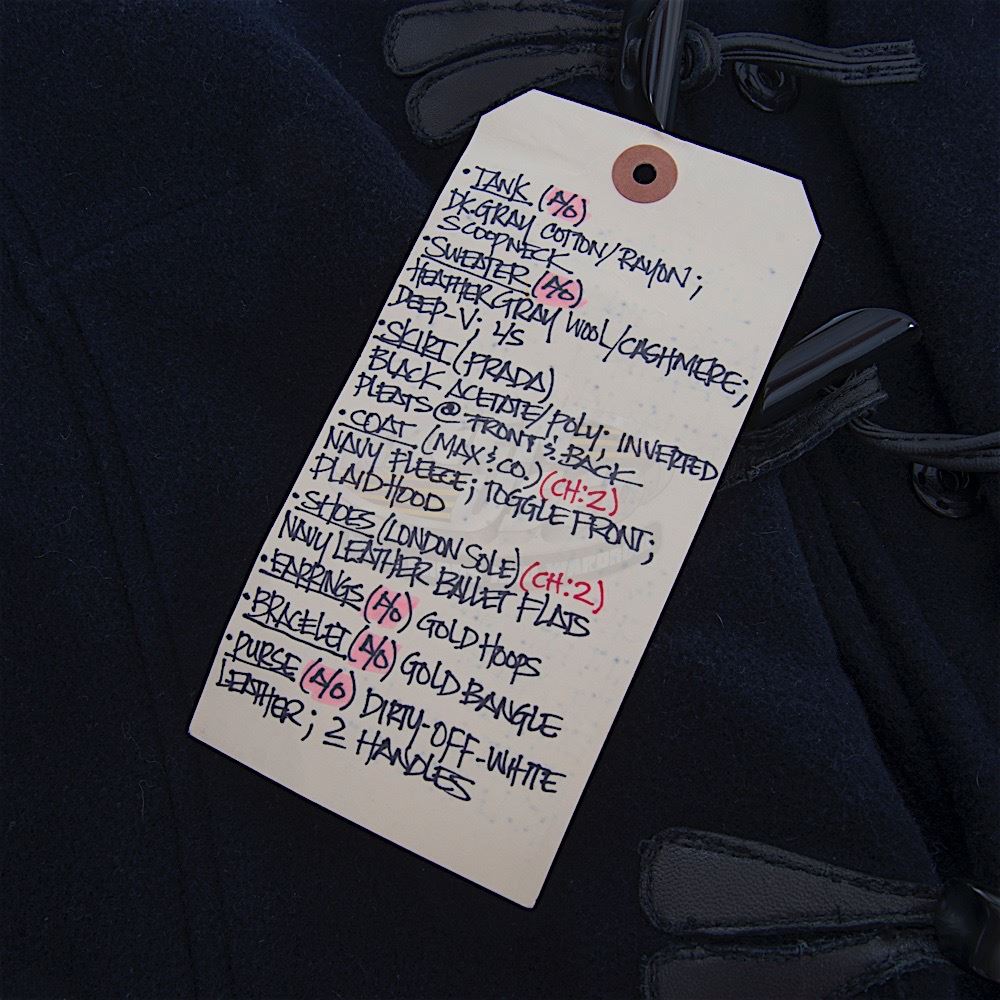 • TANK (A/O)
DK. GRAY COTTON/RAYON;
SCOOPNECK
• SWEATER (A/O)
HEATHER GRAY WOOL/CASHMERE;
DEEP-V; 4/S
• SKIRT (PRADA)
BLACK ACETATE/POLY; INVERTED
PLEATS @ FRONT & BACK
• COAT (MAX & CO.) (CH:2)
NAVY FLEECE; TOGGLE FRONT;
PLAID HOOD
• SHOES (LONDON SOLE) (CH:2)
NAVY LEATHER BALLET FLATS
• EARRINGS (A/O) GOLD HOOPS
• BRACELET (A/O) GOLD BANGLE
• PURSE (A/O) DIRTY-OFF-WHITE
LEATHER; 2 HANDLES